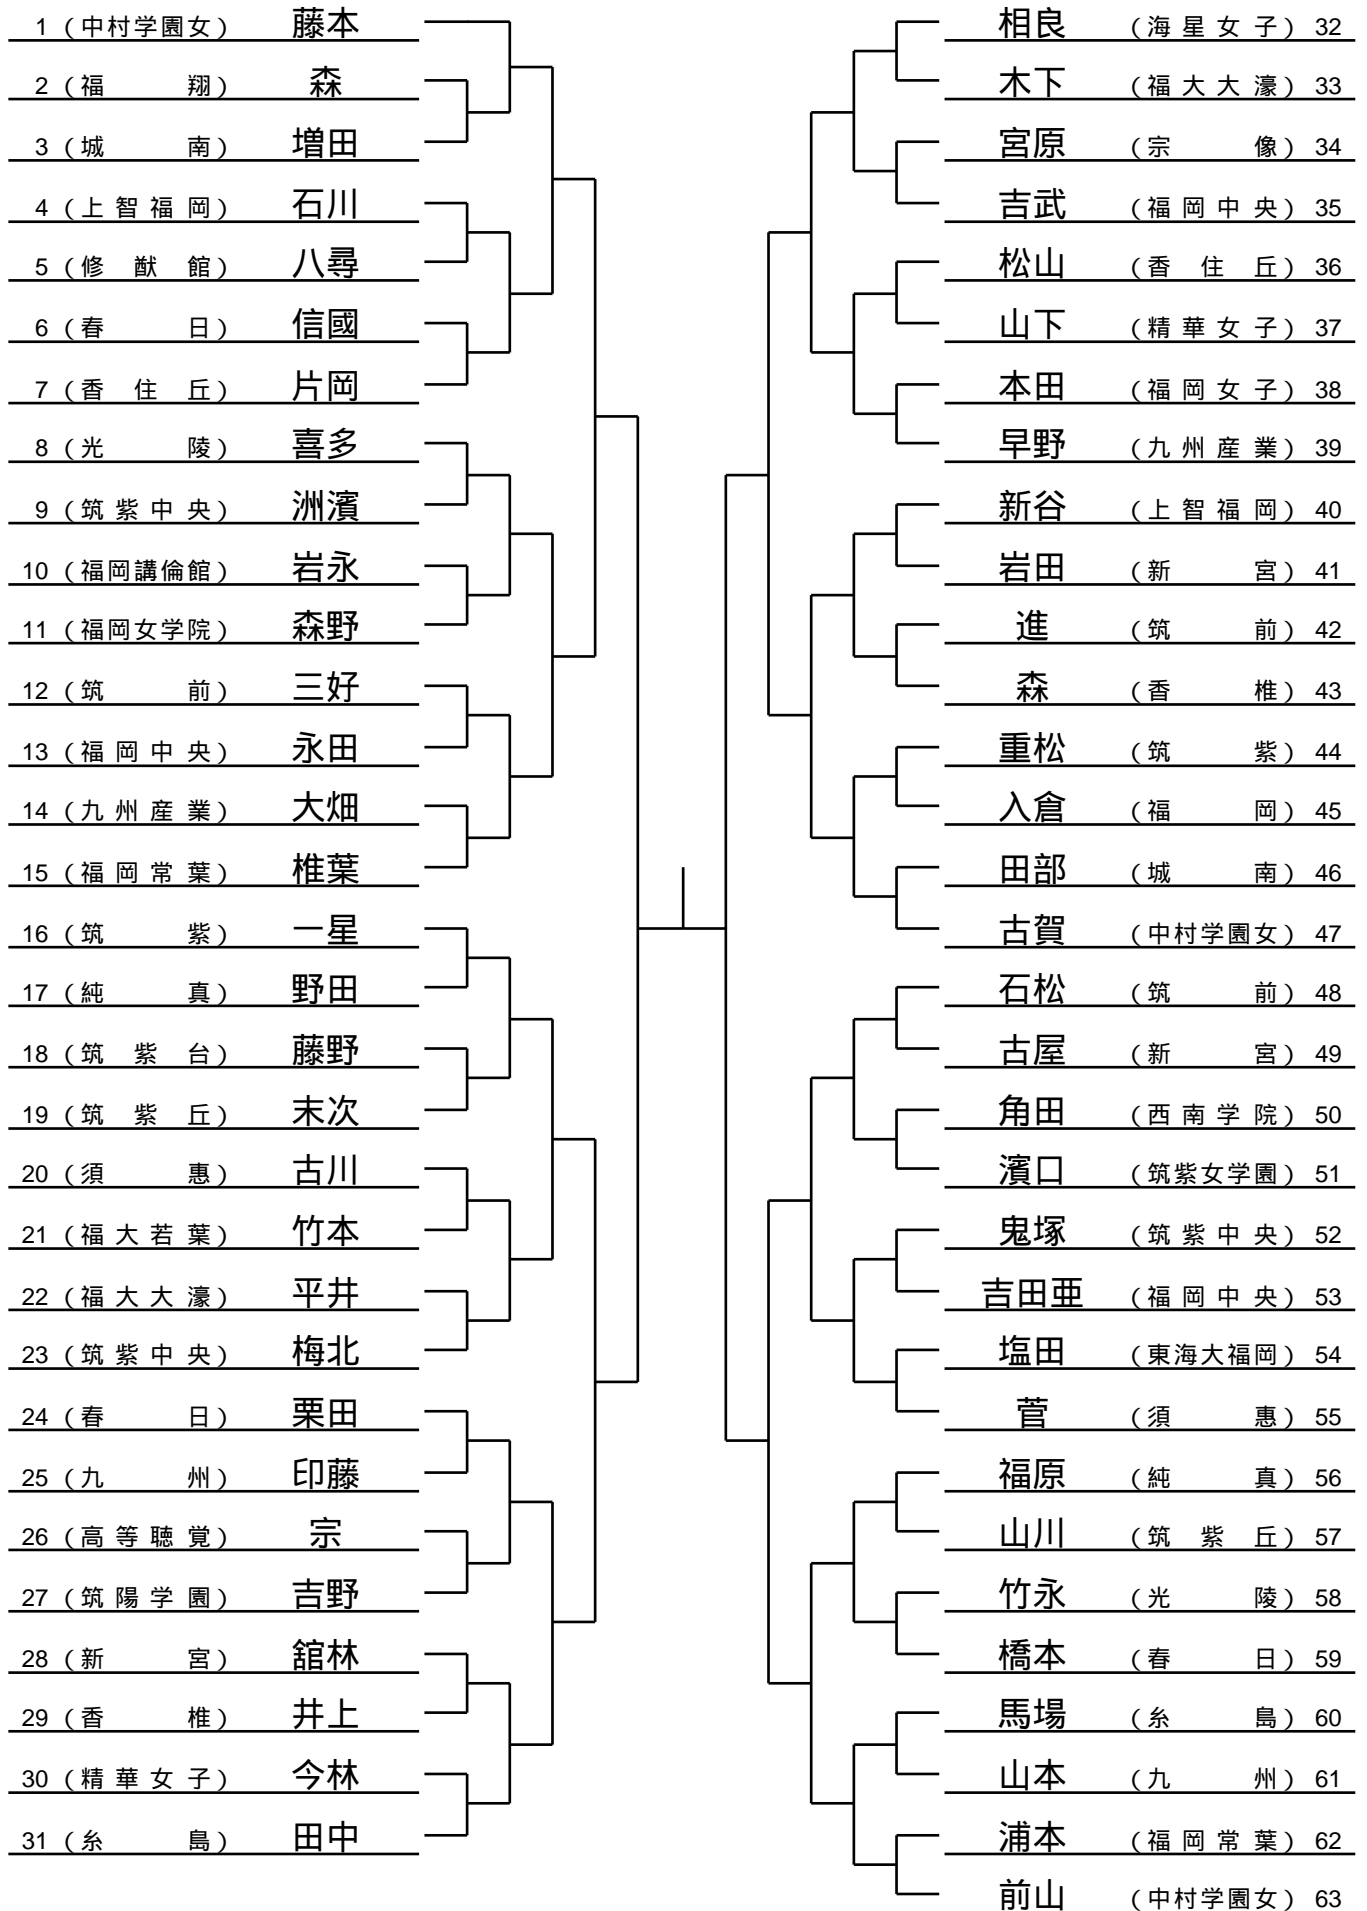 1 (中村学園女) 藤本
2 (福翔) 森
3 (城南) 増田
4 (上智福岡) 石川
5 (修猷館) 八尋
6 (春日) 信國
7 (香住丘) 片岡
8 (光陵) 喜多
9 (筑紫中央) 洲濱
10 (福岡講倫館) 岩永
11 (福岡女学院) 森野
12 (筑前) 三好
13 (福岡中央) 永田
14 (九州産業) 大畑
15 (福岡常葉) 椎葉
16 (筑紫) 一星
17 (純真) 野田
18 (筑紫台) 藤野
19 (筑紫丘) 末次
20 (須惠) 古川
21 (福大若葉) 竹本
22 (福大大濠) 平井
23 (筑紫中央) 梅北
24 (春日) 栗田
25 (九州) 印藤
26 (高等聴覚) 宗
27 (筑陽学園) 吉野
28 (新宮) 舘林
29 (香椎) 井上
30 (精華女子) 今林
31 (糸島) 田中
相良 (海星女子) 32
木下 (福大大濠) 33
宮原 (宗像) 34
吉武 (福岡中央) 35
松山 (香住丘) 36
山下 (精華女子) 37
本田 (福岡女子) 38
早野 (九州産業) 39
新谷 (上智福岡) 40
岩田 (新宮) 41
進 (筑前) 42
森 (香椎) 43
重松 (筑紫) 44
入倉 (福岡) 45
田部 (城南) 46
古賀 (中村学園女) 47
石松 (筑前) 48
古屋 (新宮) 49
角田 (西南学院) 50
濱口 (筑紫女学園) 51
鬼塚 (筑紫中央) 52
吉田亜 (福岡中央) 53
塩田 (東海大福岡) 54
菅 (須惠) 55
福原 (純真) 56
山川 (筑紫丘) 57
竹永 (光陵) 58
橋本 (春日) 59
馬場 (糸島) 60
山本 (九州) 61
浦本 (福岡常葉) 62
前山 (中村学園女) 63